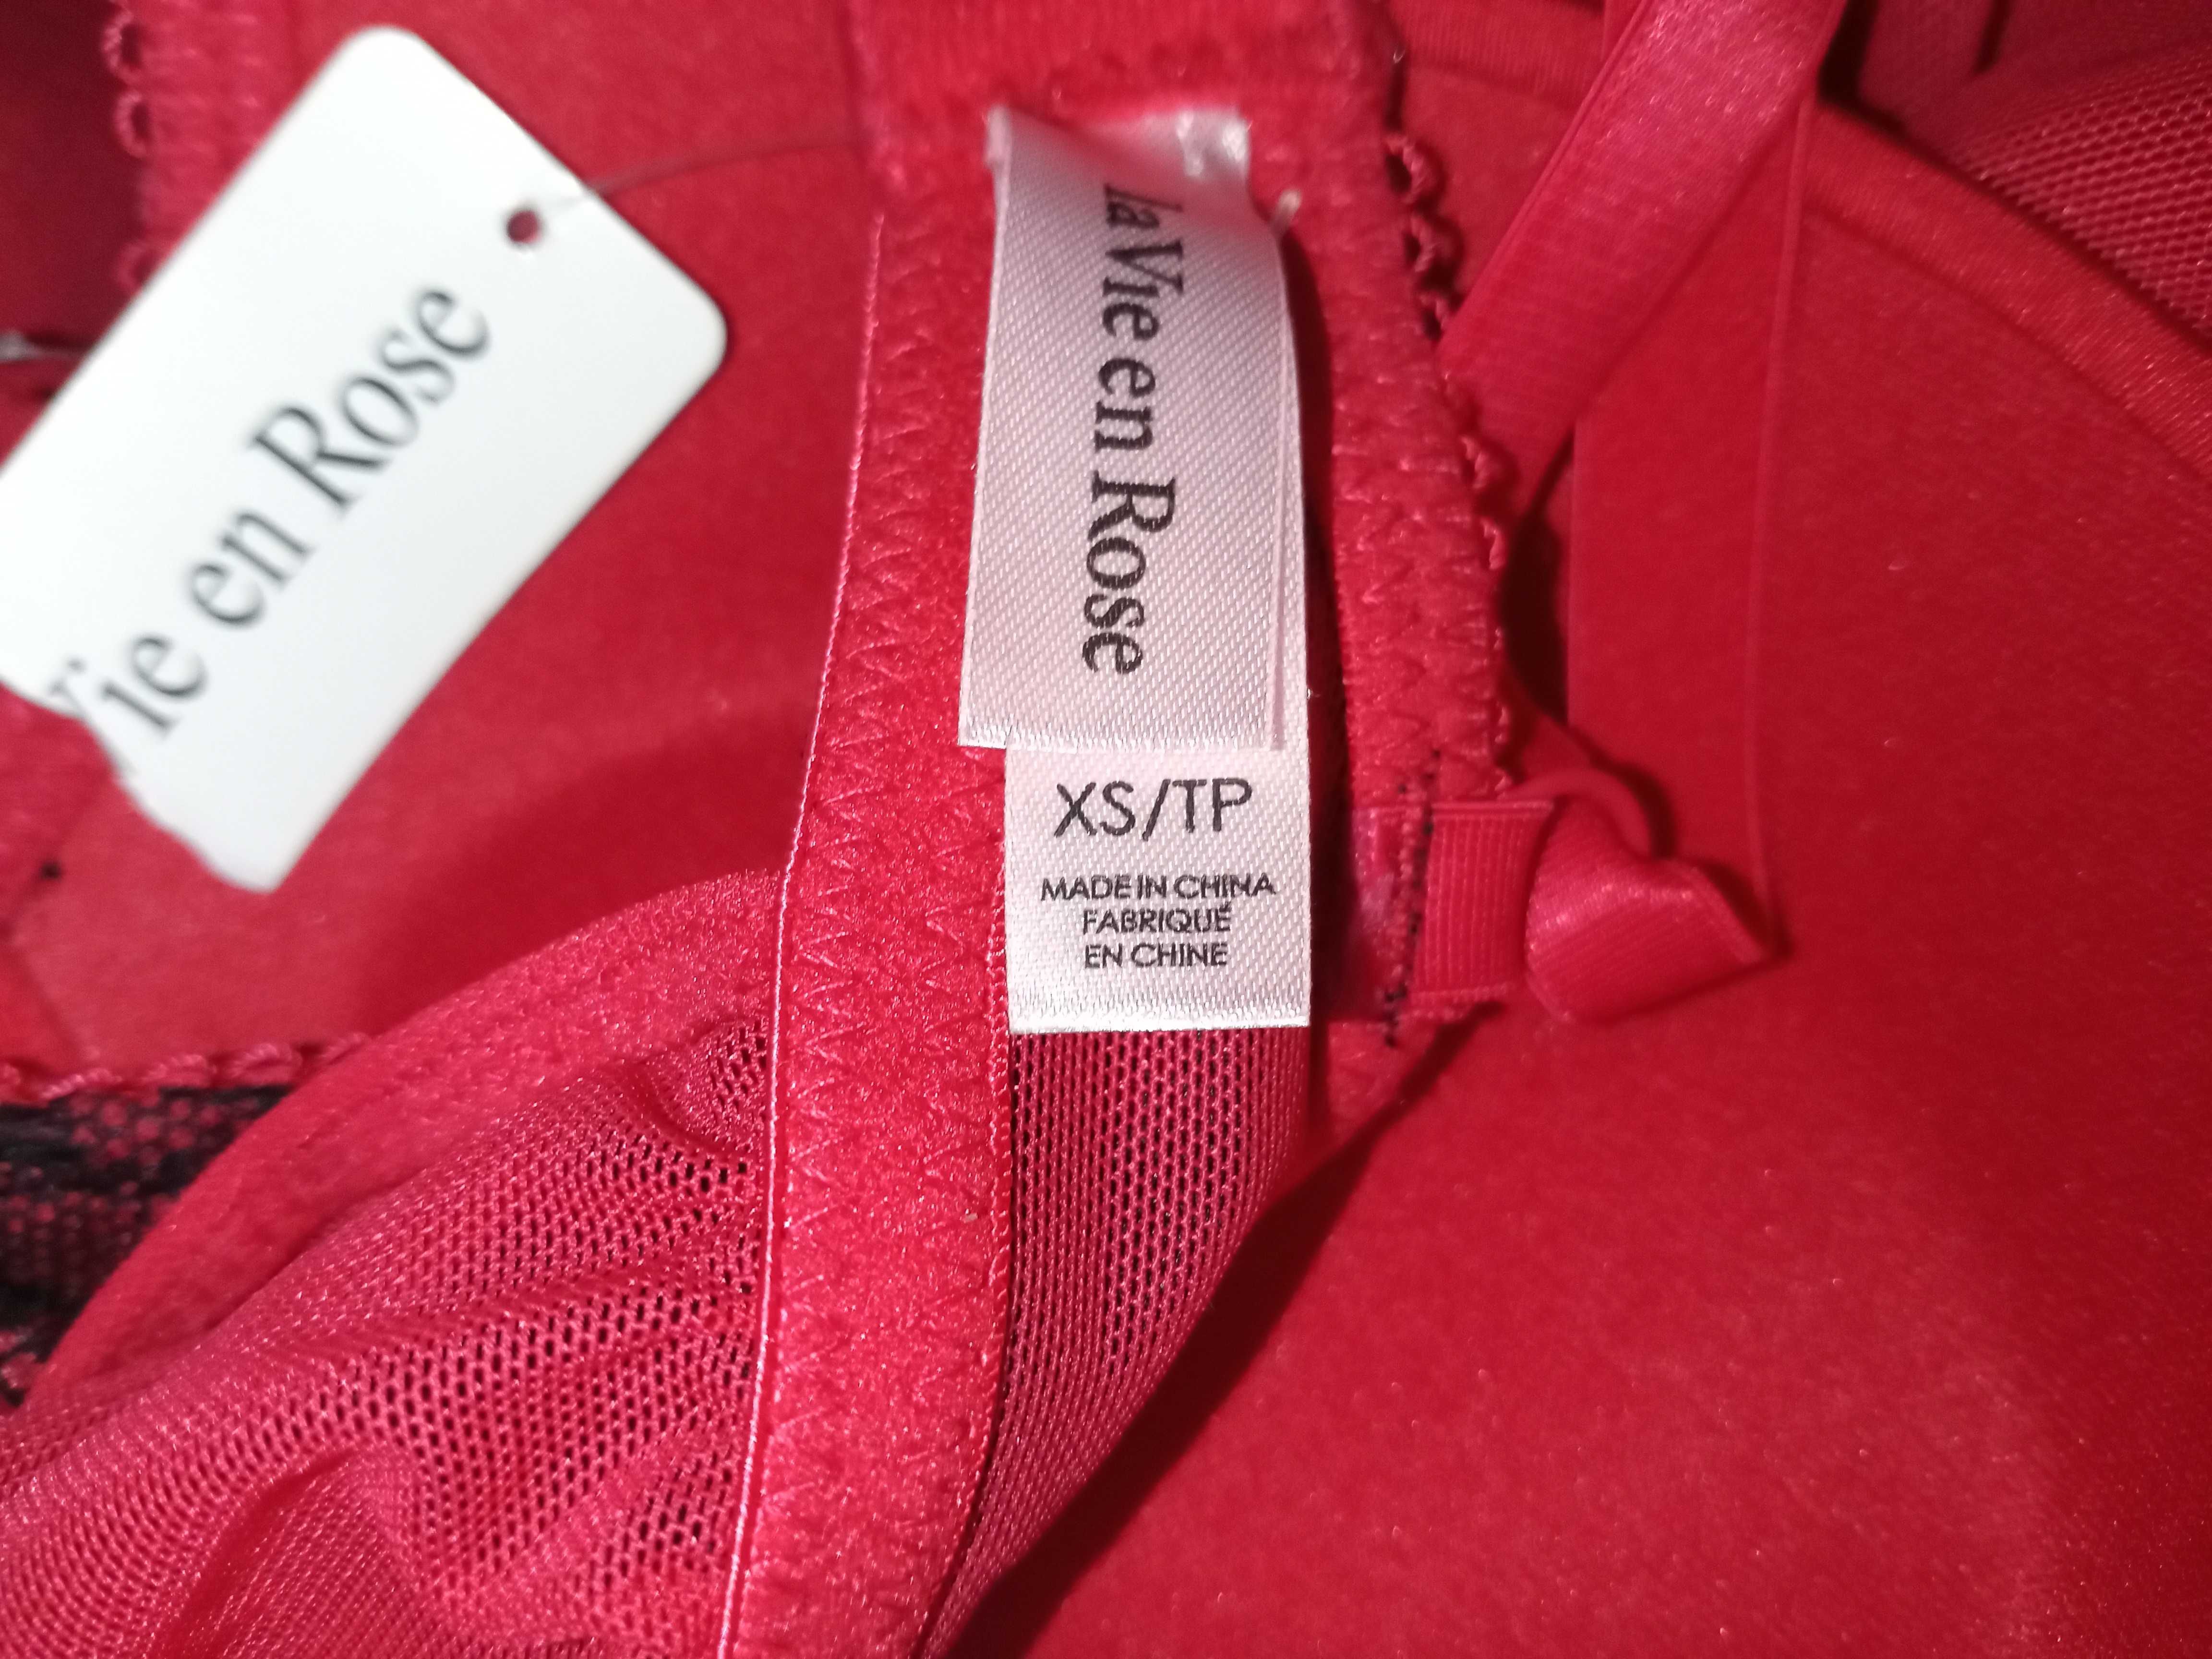 Vie en Rose
la Vie en Rose
XS/TP
MADE IN CHINA
FABRIQUÉ
EN CHINE